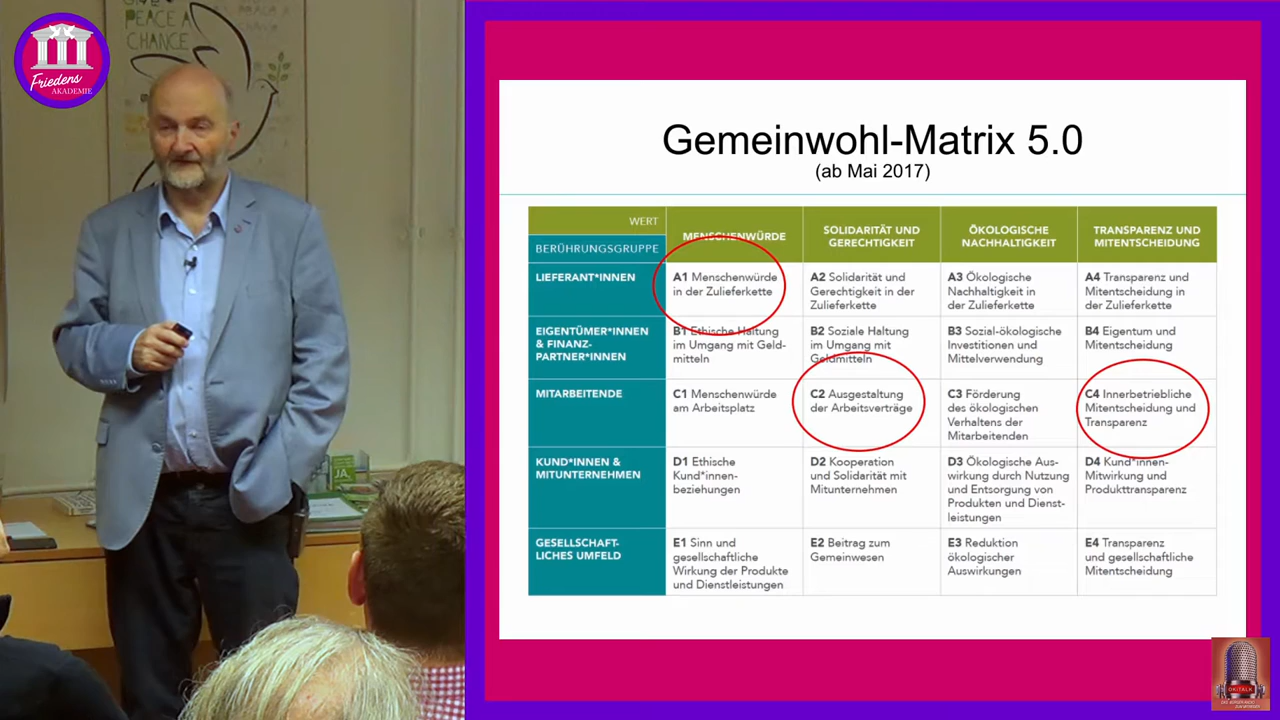 GIVE
PEACE A
CHANCE
Friedens
AKADEMIE
JA.
Gemeinwohl-Matrix 5.0
(ab Mai 2017)
WERT
BERÜHRUNGSGRUPPE
MENSCHENWÜRDE
SOLIDARITÄT UND
GERECHTIGKEIT
ÖKOLOGISCHE
NACHHALTIGKEIT
TRANSPARENZ UND
MITENTSCHEIDUNG
LIEFERANT*INNEN
A1 Menschenwürde
in der Zulieferkette
A2 Solidarität und
Gerechtigkeit in der
Zulieferkette
A3 Ökologische
Nachhaltigkeit in
der Zulieferkette
A4 Transparenz und
Mitentscheidung in
der Zulieferkette
EIGENTÜMER*INNEN
& FINANZ-
PARTNER*INNEN
B1 Ethische Haltung
im Umgang mit Geld-
mitteln
B2 Soziale Haltung
im Umgang mit
Geldmitteln
B3 Sozial-ökologische
Investitionen und
Mittelverwendung
B4 Eigentum und
Mitentscheidung
MITARBEITENDE
C1 Menschenwürde
am Arbeitsplatz
C2 Ausgestaltung
der Arbeitsverträge
C3 Förderung
des ökologischen
Verhaltens der
Mitarbeitenden
C4 Innerbetriebliche
Mitentscheidung und
Transparenz
KUND*INNEN &
MITUNTERNEHMEN
D1 Ethische
Kund*innen-
beziehungen
D2 Kooperation
und Solidarität mit
Mitunternehmen
D3 Ökologische Aus-
wirkung durch Nutzung
und Entsorgung von
Produkten und Dienst-
leistungen
D4 Kund*innen-
Mitwirkung und
Produkttransparenz
GESELLSCHAFT-
LICHES UMFELD
E1 Sinn und
gesellschaftliche
Wirkung der Produkte
und Dienstleistungen
E2 Beitrag zum
Gemeinwesen
E3 Reduktion
ökologischer
Auswirkungen
E4 Transparenz
und gesellschaftliche
Mitentscheidung
OKiTALK